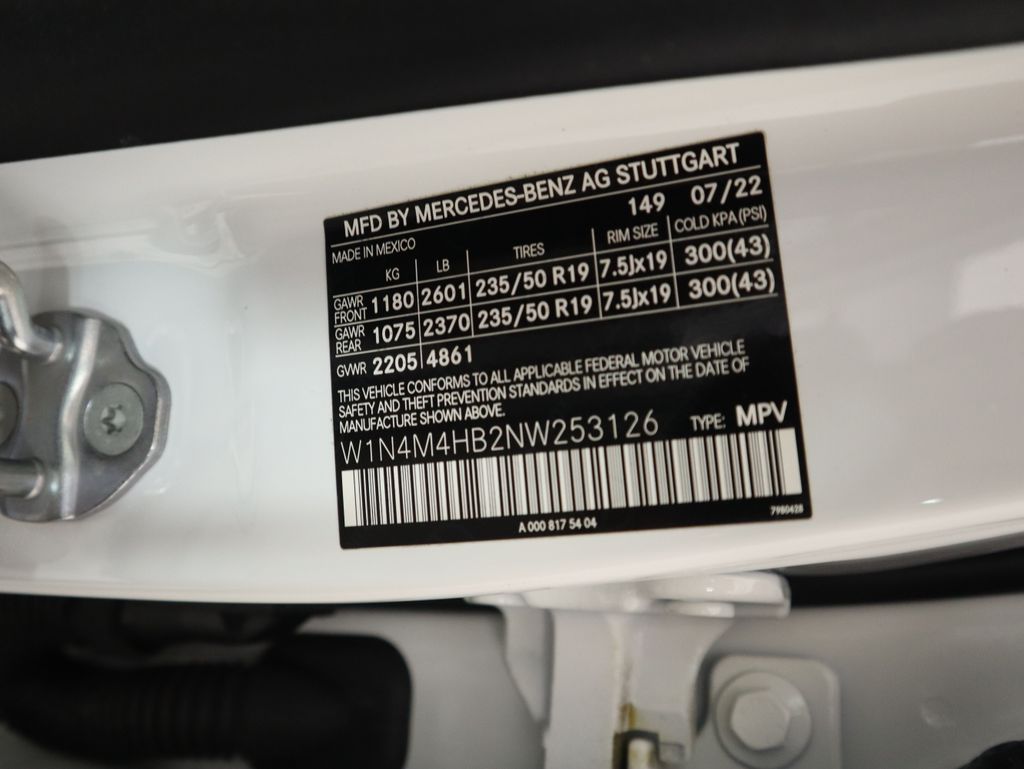 MFD BY MERCEDES-BENZ AG STUTTGART
MADE IN MEXICO 149 07/22
KG LB TIRES RIM SIZE COLD KPA (PSI)
GAWR FRONT 1180 2601 235/50 R19 7.5Jx19 300(43)
GAWR REAR 1075 2370 235/50 R19 7.5Jx19 300(43)
GVWR 2205 4861
THIS VEHICLE CONFORMS TO ALL APPLICABLE FEDERAL MOTOR VEHICLE
SAFETY AND THEFT PREVENTION STANDARDS IN EFFECT ON THE DATE OF
MANUFACTURE SHOWN ABOVE.
W1N4M4HB2NW253126 TYPE: MPV
A 000 817 54 04 7980428